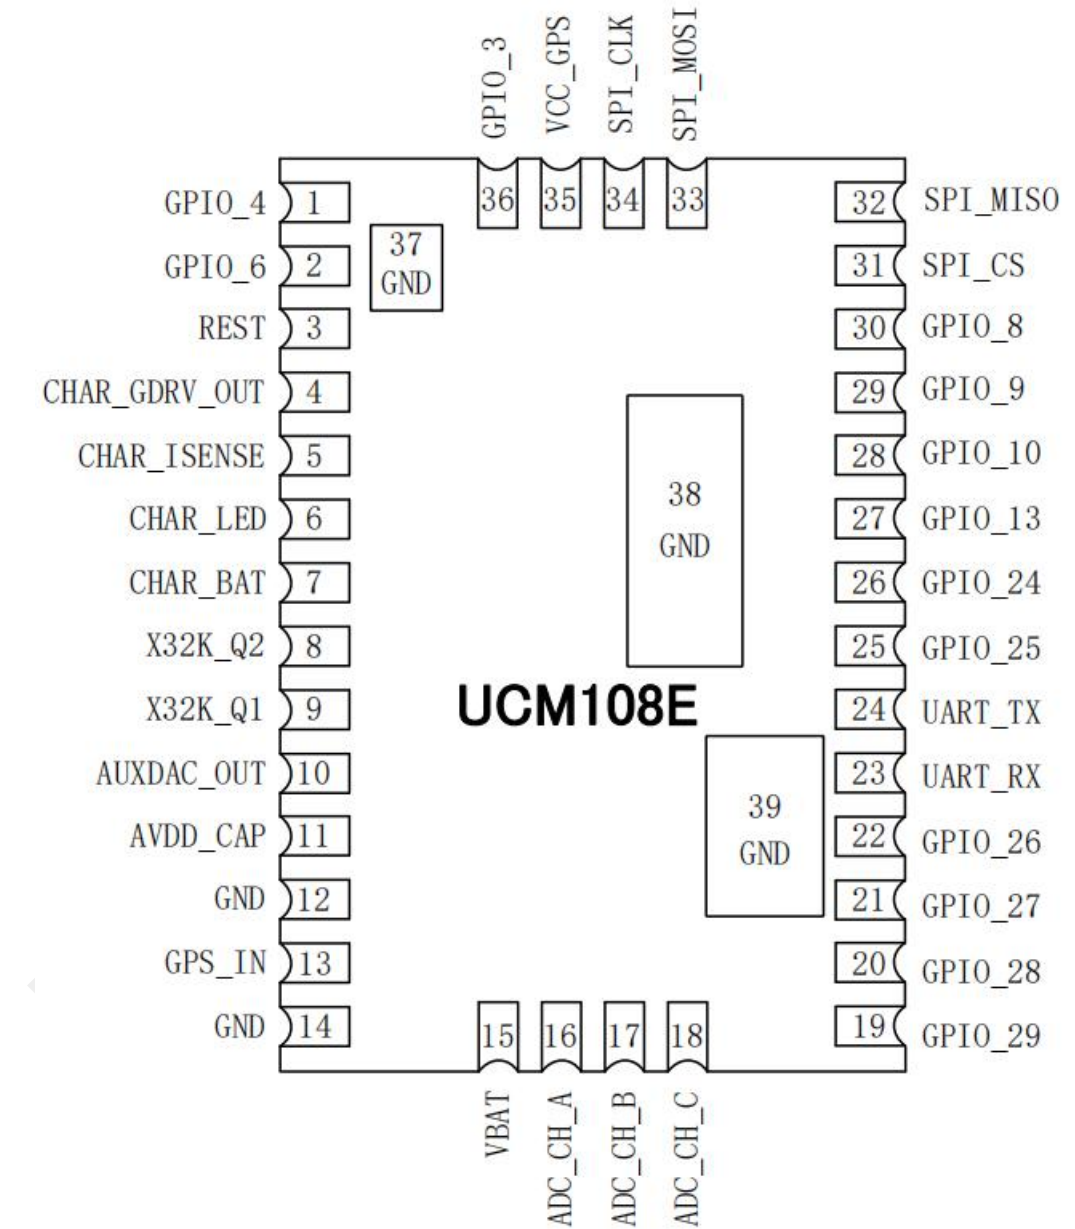 GPIO_3
VCC_GPS
SPI_CLK
SPI_MOSI
36 35 34 33
GPIO_4 1
GPIO_6 2
REST 3
CHAR_GDRV_OUT 4
CHAR_ISENSE 5
CHAR_LED 6
CHAR_BAT 7
X32K_Q2 8
X32K_Q1 9
AUXDAC_OUT 10
AVDD_CAP 11
GND 12
GPS_IN 13
GND 14
37
GND
38
GND
UCM108E
39
GND
32 SPI_MISO
31 SPI_CS
30 GPIO_8
29 GPIO_9
28 GPIO_10
27 GPIO_13
26 GPIO_24
25 GPIO_25
24 UART_TX
23 UART_RX
22 GPIO_26
21 GPIO_27
20 GPIO_28
19 GPIO_29
15 16 17 18
VBAT
ADC_CH_A
ADC_CH_B
ADC_CH_C